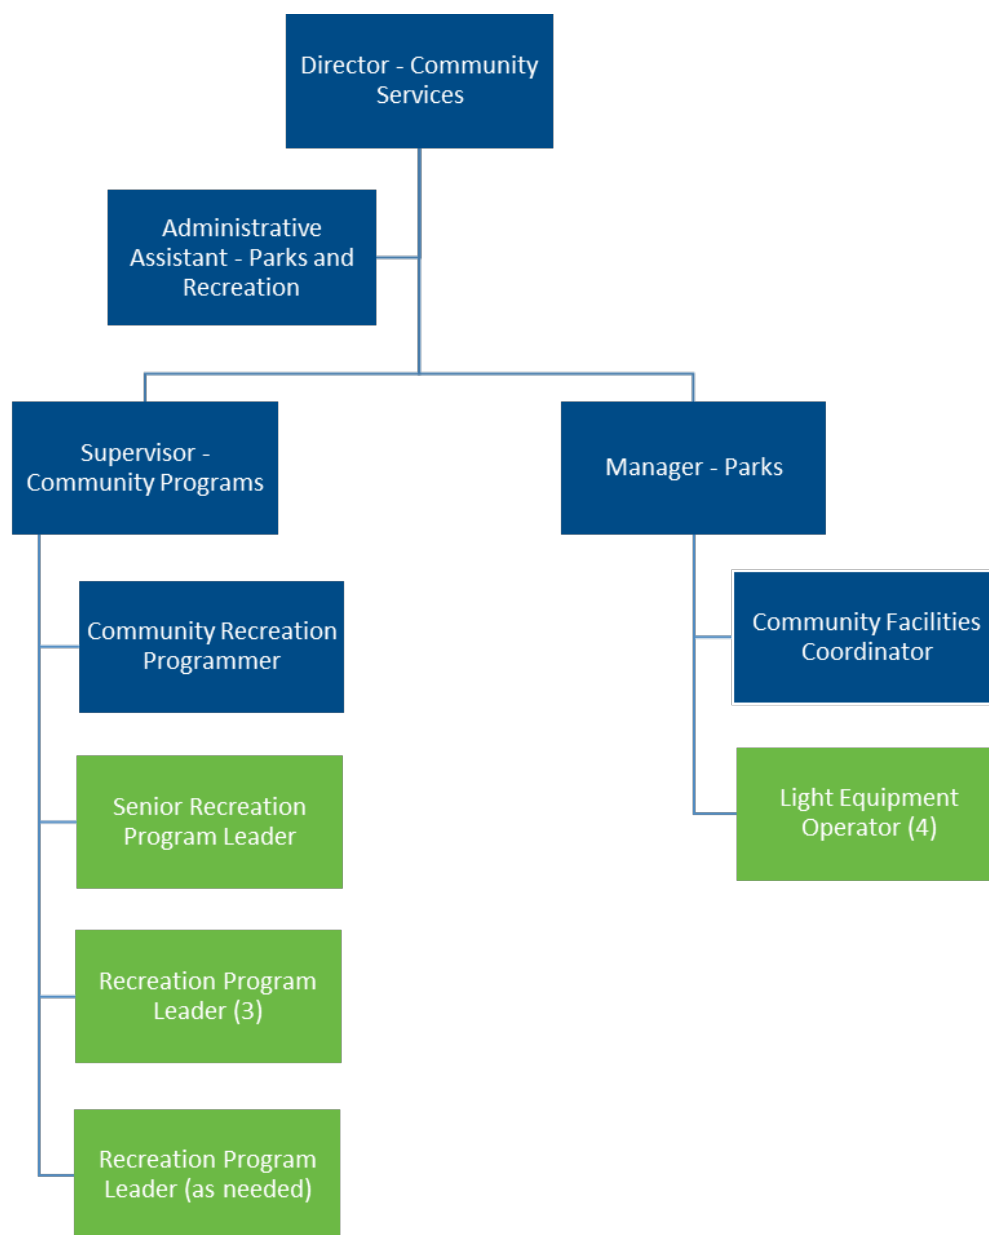 Director - Community
Services
Administrative
Assistant - Parks and
Recreation
Supervisor -
Community Programs
Manager - Parks
Community Recreation
Programmer
Community Facilities
Coordinator
Senior Recreation
Program Leader
Light Equipment
Operator (4)
Recreation Program
Leader (3)
Recreation Program
Leader (as needed)